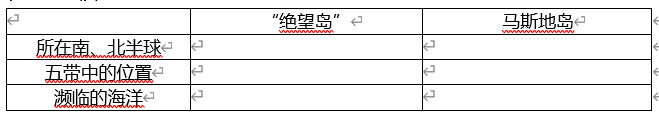 “绝望岛” 马斯地岛
所在南、北半球
五带中的位置
濒临的海洋